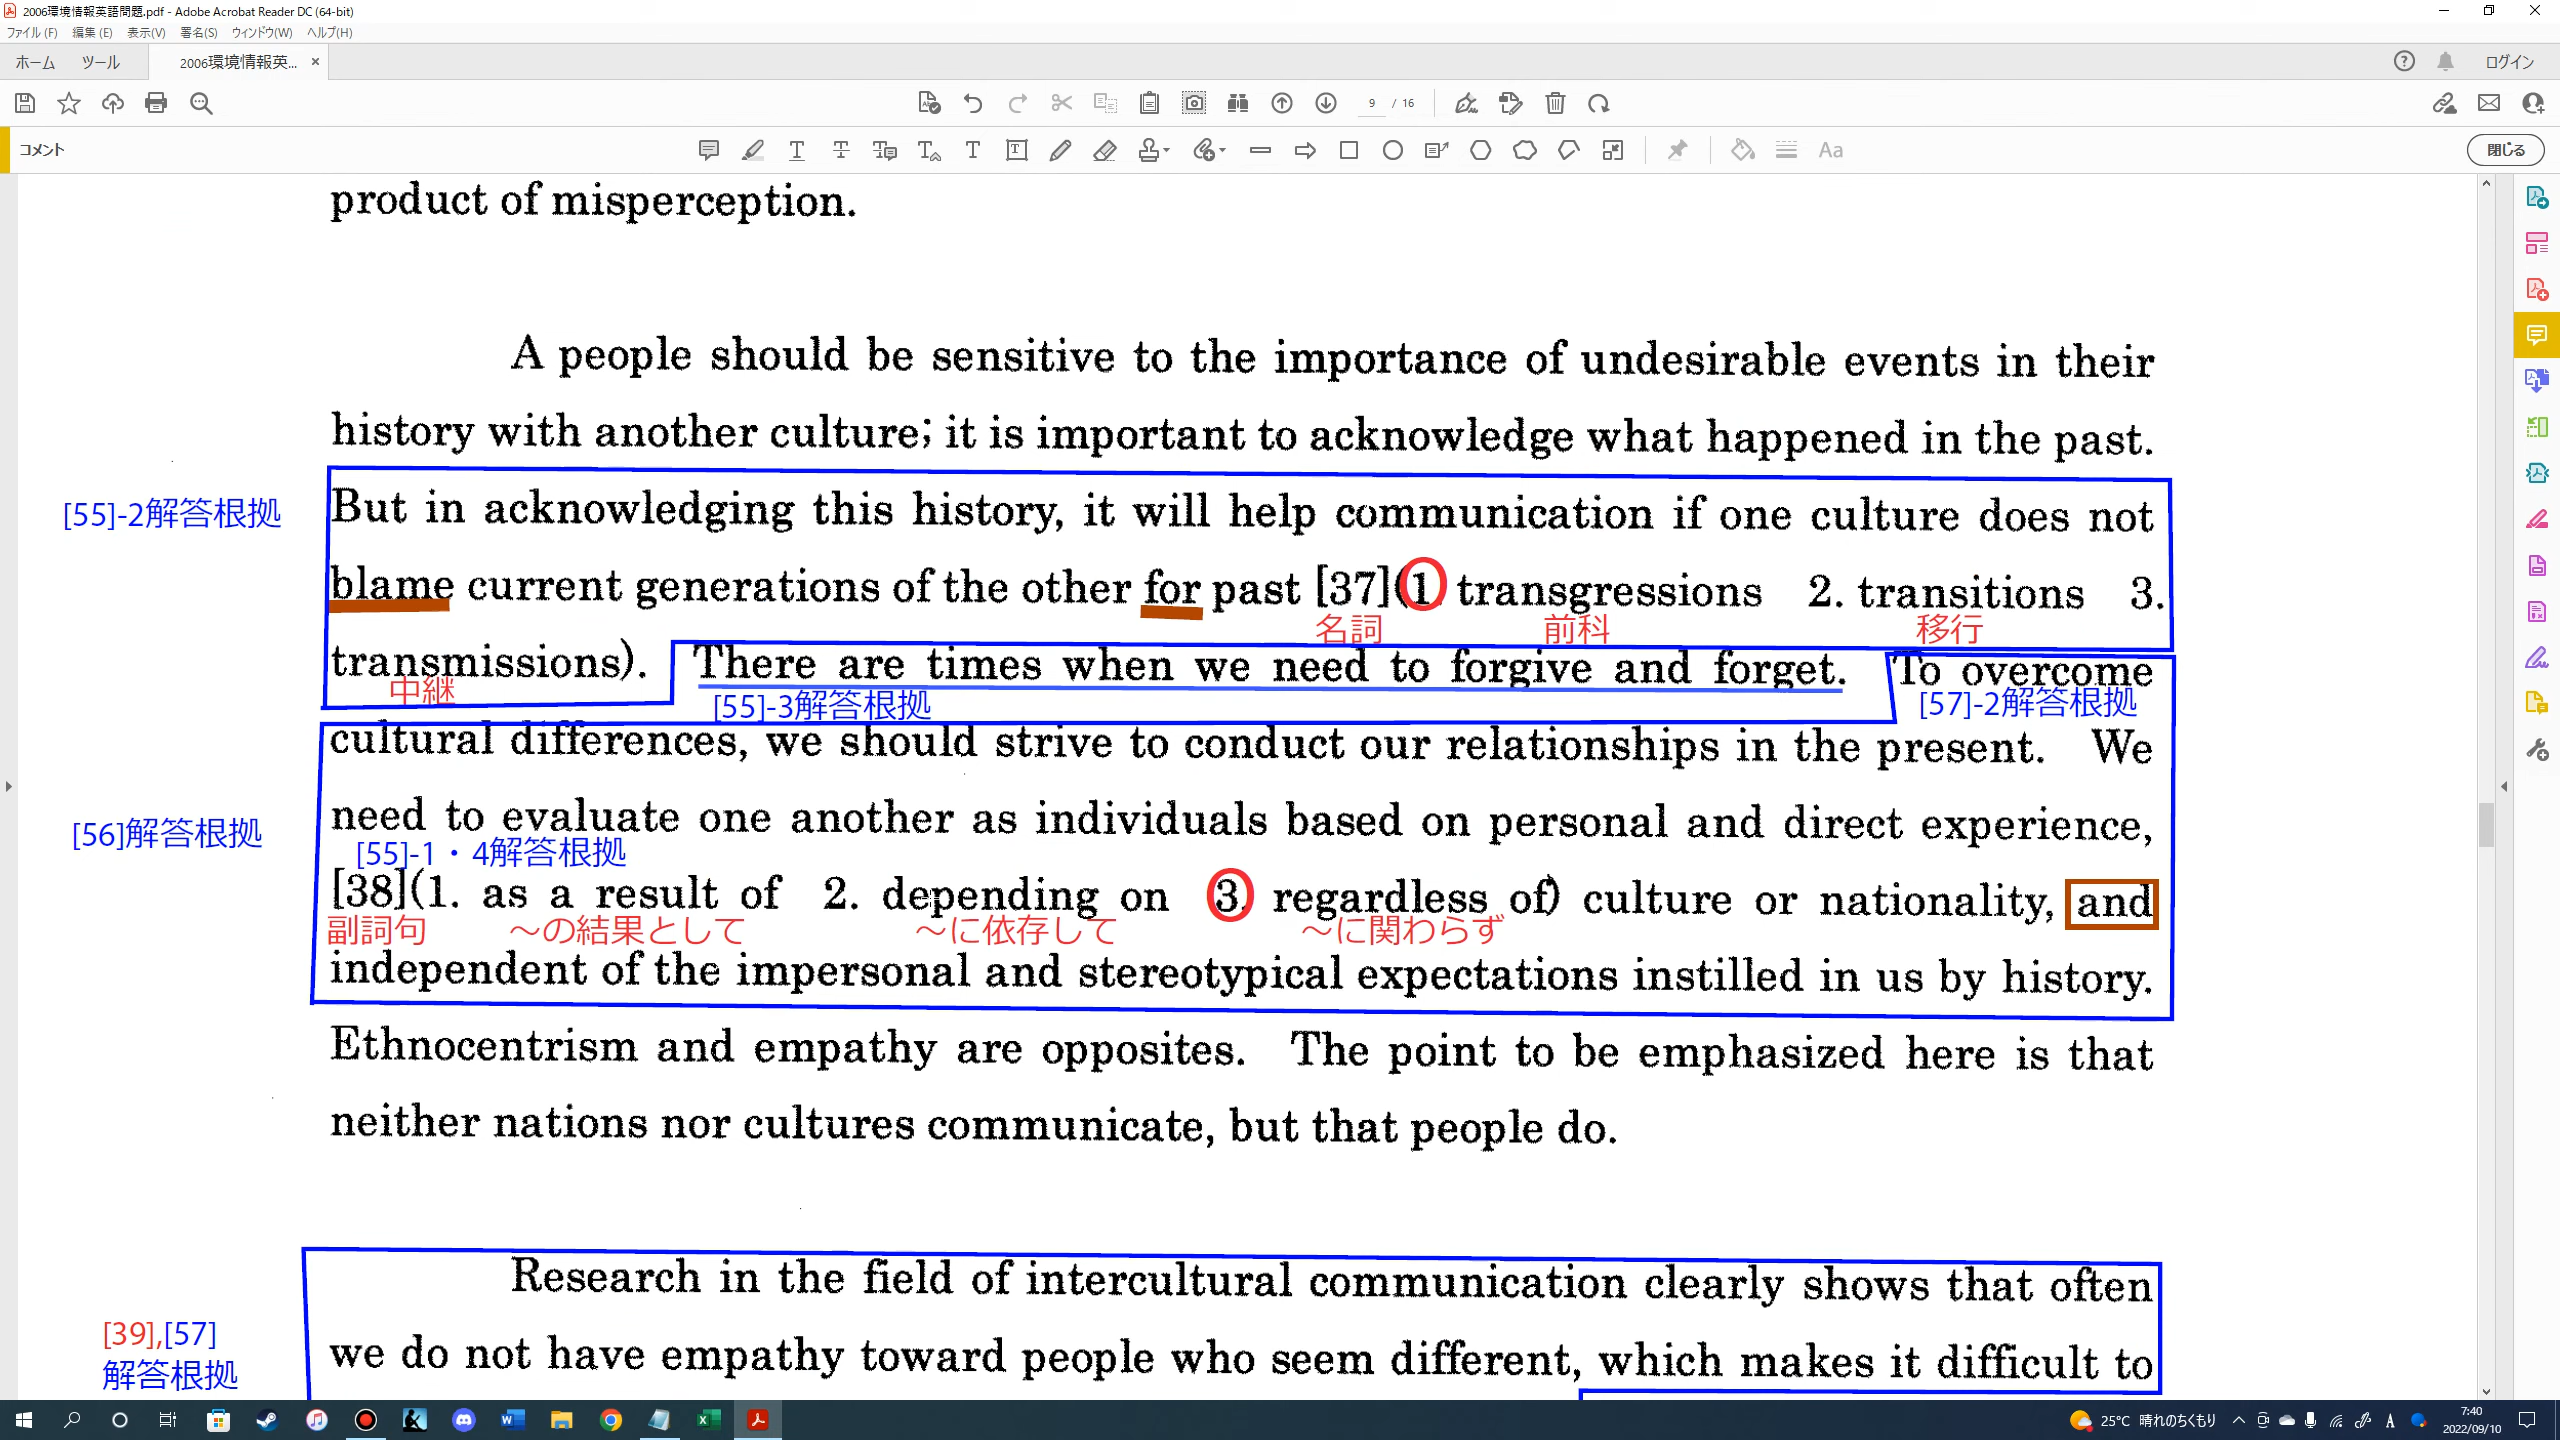 2006環境情報英語問題.pdf - Adobe Acrobat Reader DC (64-bit)
ファイル(F) 編集(E) 表示(V) 署名(S) ウィンドウ(W) ヘルプ(H)
ホーム ツール 2006環境情報英... × ログイン
9 / 16
コメント 閉じる
product of misperception.
A people should be sensitive to the importance of undesirable events in their
history with another culture; it is important to acknowledge what happened in the past.
[55]-2解答根拠 But in acknowledging this history, it will help communication if one culture does not
blame current generations of the other for past [37](1 transgressions 2. transitions 3.
名詞 前科 移行
transmissions). There are times when we need to forgive and forget. To overcome
中継 [55]-3解答根拠 [57]-2解答根拠
cultural differences, we should strive to conduct our relationships in the present. We
[56]解答根拠 need to evaluate one another as individuals based on personal and direct experience,
[55]-1・4解答根拠
[38](1. as a result of 2. depending on 3. regardless of) culture or nationality, and
副詞句 ～の結果として ～に依存して ～に関わらず
independent of the impersonal and stereotypical expectations instilled in us by history.
Ethnocentrism and empathy are opposites. The point to be emphasized here is that
neither nations nor cultures communicate, but that people do.
Research in the field of intercultural communication clearly shows that often
[39],[57] we do not have empathy toward people who seem different, which makes it difficult to
解答根拠
25°C 晴れのちくもり A 7:40
2022/09/10